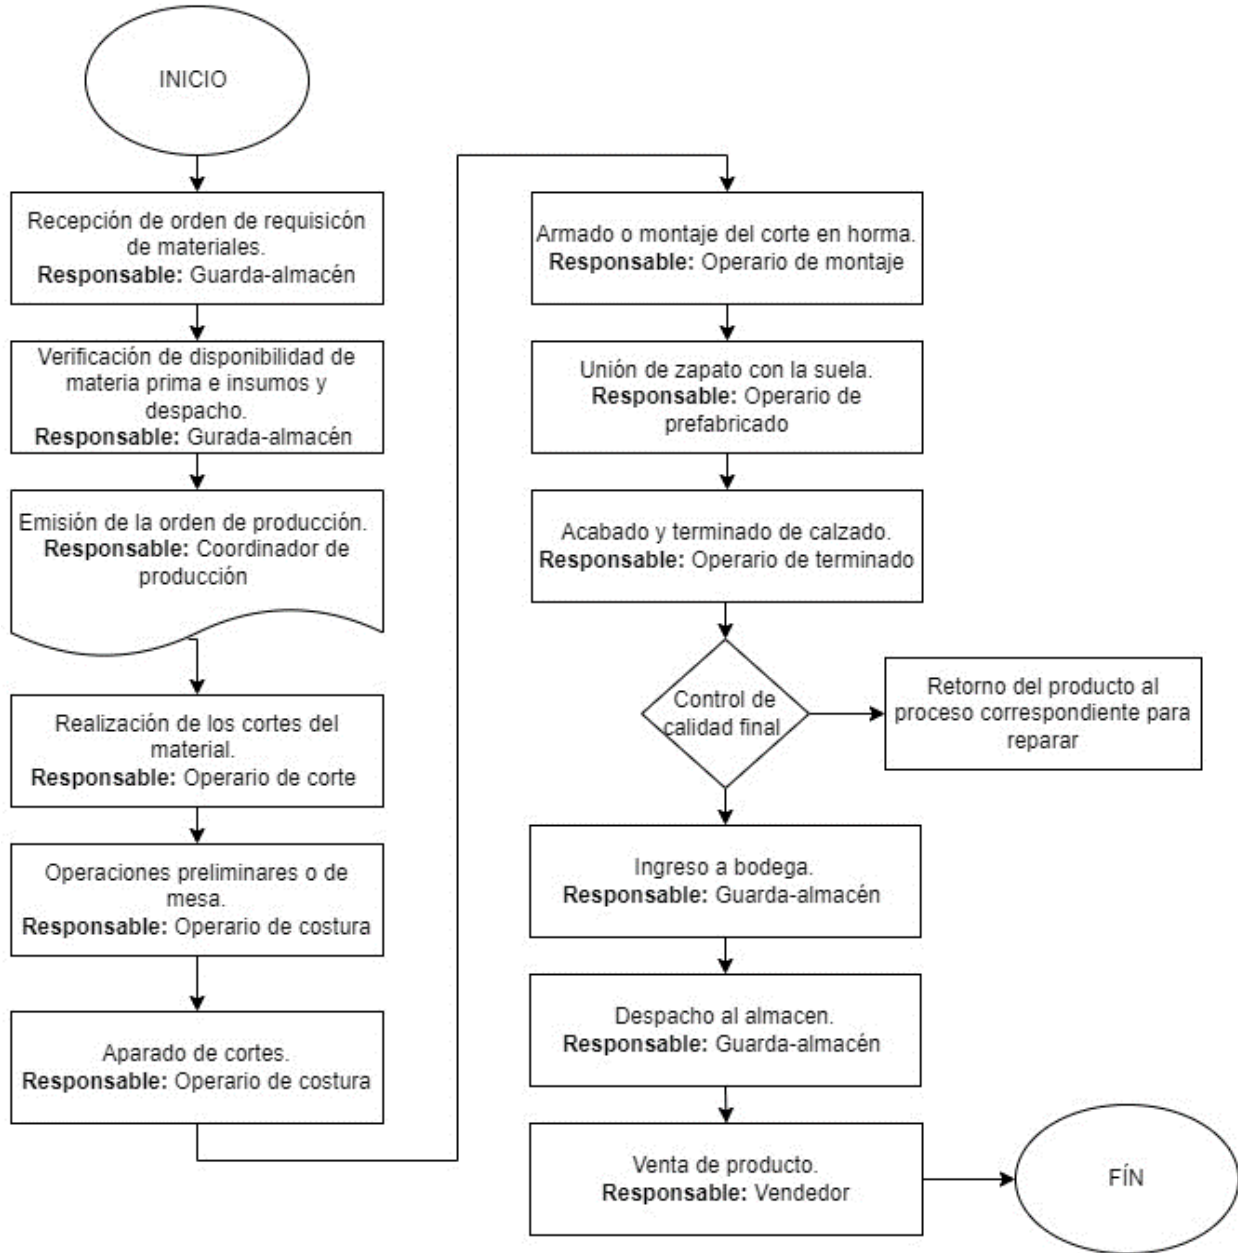 INICIO
Recepción de orden de requisicón
de materiales.
Responsable: Guarda-almacén
Verificación de disponibilidad de
materia prima e insumos y
despacho.
Responsable: Gurada-almacén
Emisión de la orden de producción.
Responsable: Coordinador de
producción
Realización de los cortes del
material.
Responsable: Operario de corte
Operaciones preliminares o de
mesa.
Responsable: Operario de costura
Aparado de cortes.
Responsable: Operario de costura
Armado o montaje del corte en horma.
Responsable: Operario de montaje
Unión de zapato con la suela.
Responsable: Operario de
prefabricado
Acabado y terminado de calzado.
Responsable: Operario de terminado
Control de
calidad final
Retorno del producto al
proceso correspondiente para
reparar
Ingreso a bodega.
Responsable: Guarda-almacén
Despacho al almacen.
Responsable: Guarda-almacén
Venta de producto.
Responsable: Vendedor
FÍN